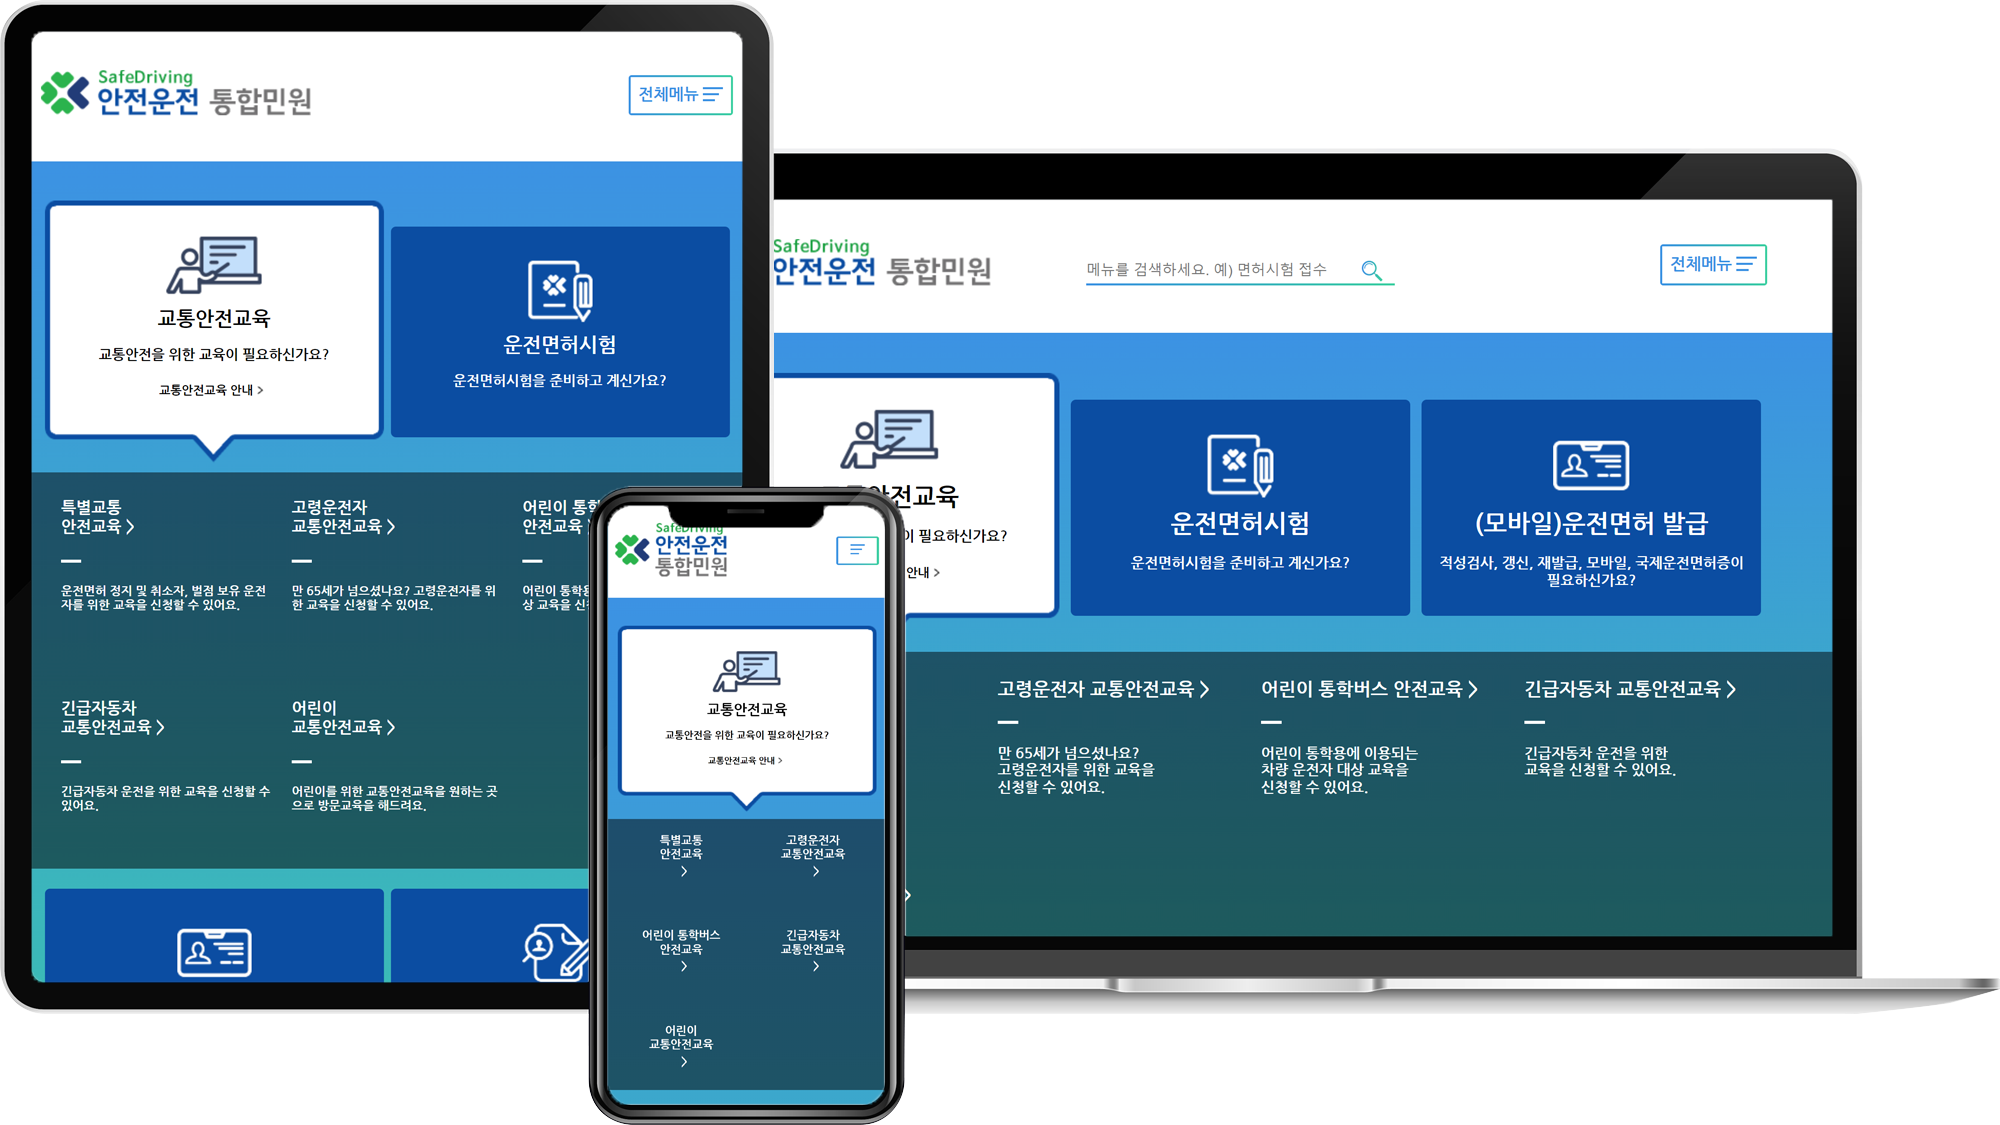 SafeDriving
안전운전 통합민원
전체메뉴
교통안전교육
교통안전을 위한 교육이 필요하신가요?
교통안전교육 안내 >
운전면허시험
운전면허시험을 준비하고 계신가요?
특별교통
안전교육 >
운전면허 정지 및 취소자, 벌점 보유 운전
자를 위한 교육을 신청할 수 있어요.
고령운전자
교통안전교육 >
만 65세가 넘으셨나요? 고령운전자를 위
한 교육을 신청할 수 있어요.
어린이 통학
안전교육
어린이 통학용
상 교육을 신
긴급자동차
교통안전교육 >
긴급자동차 운전을 위한 교육을 신청할 수
있어요.
어린이
교통안전교육 >
어린이를 위한 교통안전교육을 원하는 곳
으로 방문교육을 해드려요.
SafeDriving
안전운전
통합민원
교통안전교육
교통안전을 위한 교육이 필요하신가요?
교통안전교육 안내 >
특별교통
안전교육
>
고령운전자
교통안전교육
>
어린이 통학버스
안전교육
>
긴급자동차
교통안전교육
>
어린이
교통안전교육
>
SafeDriving
안전운전 통합민원
메뉴를 검색하세요. 예) 면허시험 접수
전체메뉴
안전교육
이 필요하신가요?
안내 >
운전면허시험
운전면허시험을 준비하고 계신가요?
(모바일)운전면허 발급
적성검사, 갱신, 재발급, 모바일, 국제운전면허증이
필요하신가요?
고령운전자 교통안전교육 >
만 65세가 넘으셨나요?
고령운전자를 위한 교육을
신청할 수 있어요.
어린이 통학버스 안전교육 >
어린이 통학용에 이용되는
차량 운전자 대상 교육을
신청할 수 있어요.
긴급자동차 교통안전교육 >
긴급자동차 운전을 위한
교육을 신청할 수 있어요.